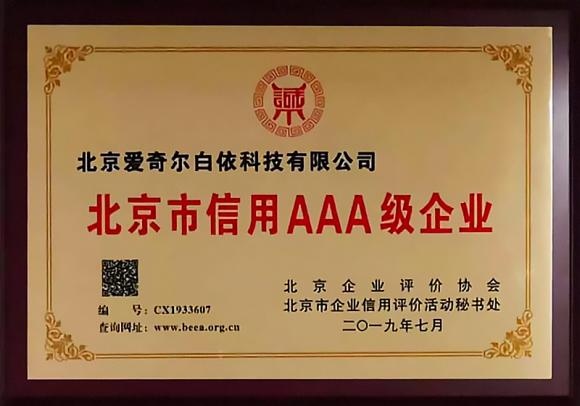 誠
北京爱奇尔白依科技有限公司
北京市信用AAA级企业
北京企业评价协会
编 号:CX1933607
北京市企业信用评价活动秘书处
查询网址:www.beea.org.cn
二〇一九年七月